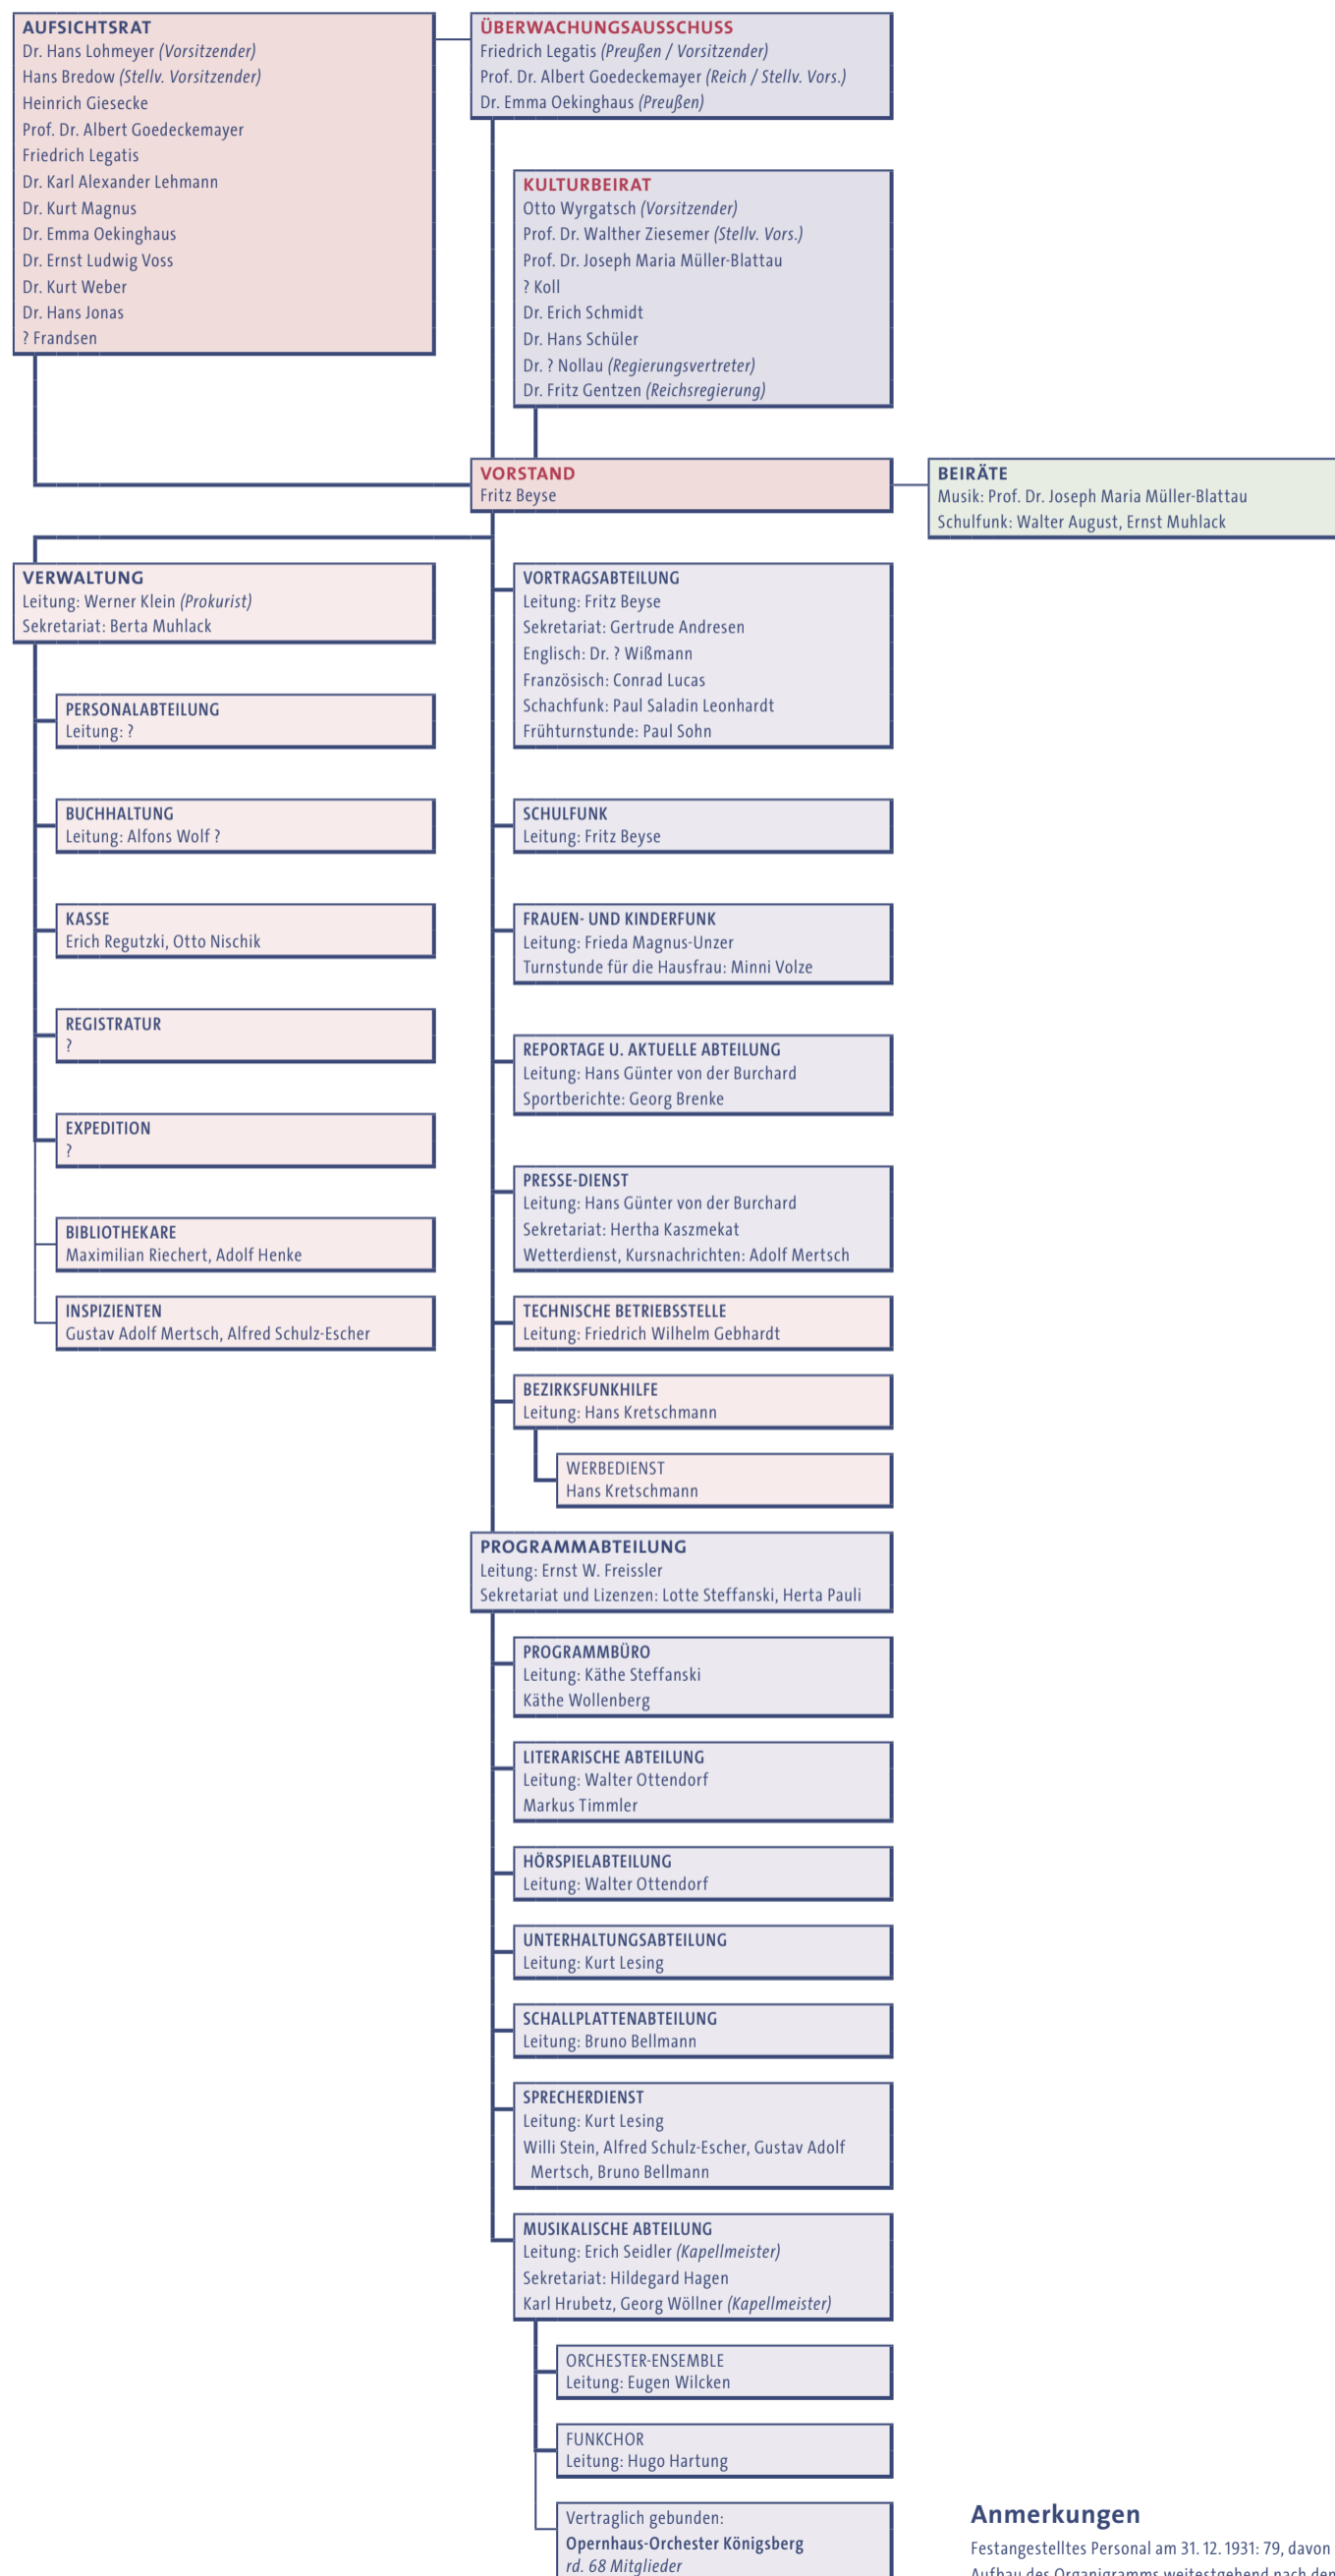 AUFSICHTSRAT
Dr. Hans Lohmeyer (Vorsitzender)
Hans Bredow (Stellv. Vorsitzender)
Heinrich Giesecke
Prof. Dr. Albert Goedeckemayer
Friedrich Legatis
Dr. Karl Alexander Lehmann
Dr. Kurt Magnus
Dr. Emma Oekinghaus
Dr. Ernst Ludwig Voss
Dr. Kurt Weber
Dr. Hans Jonas
? Frandsen
ÜBERWACHUNGSAUSSCHUSS
Friedrich Legatis (Preußen / Vorsitzender)
Prof. Dr. Albert Goedeckemayer (Reich / Stellv. Vors.)
Dr. Emma Oekinghaus (Preußen)
KULTURBEIRAT
Otto Wyrgatsch (Vorsitzender)
Prof. Dr. Walther Ziesemer (Stellv. Vors.)
Prof. Dr. Joseph Maria Müller-Blattau
? Koll
Dr. Erich Schmidt
Dr. Hans Schüler
Dr. ? Nollau (Regierungsvertreter)
Dr. Fritz Gentzen (Reichsregierung)
VORSTAND
Fritz Beyse
BEIRÄTE
Musik: Prof. Dr. Joseph Maria Müller-Blattau
Schulfunk: Walter August, Ernst Muhlack
VERWALTUNG
Leitung: Werner Klein (Prokurist)
Sekretariat: Berta Muhlack
PERSONALABTEILUNG
Leitung: ?
BUCHHALTUNG
Leitung: Alfons Wolf ?
KASSE
Erich Regutzki, Otto Nischik
REGISTRATUR
?
EXPEDITION
?
BIBLIOTHEKARE
Maximilian Riechert, Adolf Henke
INSPIZIENTEN
Gustav Adolf Mertsch, Alfred Schulz-Escher
VORTRAGSABTEILUNG
Leitung: Fritz Beyse
Sekretariat: Gertrude Andresen
Englisch: Dr. ? Wißmann
Französisch: Conrad Lucas
Schachfunk: Paul Saladin Leonhardt
Frühturnstunde: Paul Sohn
SCHULFUNK
Leitung: Fritz Beyse
FRAUEN- UND KINDERFUNK
Leitung: Frieda Magnus-Unzer
Turnstunde für die Hausfrau: Minni Volze
REPORTAGE U. AKTUELLE ABTEILUNG
Leitung: Hans Günter von der Burchard
Sportberichte: Georg Brenke
PRESSE-DIENST
Leitung: Hans Günter von der Burchard
Sekretariat: Hertha Kaszmekat
Wetterdienst, Kursnachrichten: Adolf Mertsch
TECHNISCHE BETRIEBSSTELLE
Leitung: Friedrich Wilhelm Gebhardt
BEZIRKSFUNKHILFE
Leitung: Hans Kretschmann
WERBEDIENST
Hans Kretschmann
PROGRAMMABTEILUNG
Leitung: Ernst W. Freissler
Sekretariat und Lizenzen: Lotte Steffanski, Herta Pauli
PROGRAMMBÜRO
Leitung: Käthe Steffanski
Käthe Wollenberg
LITERARISCHE ABTEILUNG
Leitung: Walter Ottendorf
Markus Timmler
HÖRSPIELABTEILUNG
Leitung: Walter Ottendorf
UNTERHALTUNGSABTEILUNG
Leitung: Kurt Lesing
SCHALLPLATTENABTEILUNG
Leitung: Bruno Bellmann
SPRECHERDIENST
Leitung: Kurt Lesing
Willi Stein, Alfred Schulz-Escher, Gustav Adolf
Mertsch, Bruno Bellmann
MUSIKALISCHE ABTEILUNG
Leitung: Erich Seidler (Kapellmeister)
Sekretariat: Hildegard Hagen
Karl Hrubetz, Georg Wöllner (Kapellmeister)
ORCHESTER-ENSEMBLE
Leitung: Eugen Wilcken
FUNKCHOR
Leitung: Hugo Hartung
Vertraglich gebunden:
Opernhaus-Orchester Königsberg
rd. 68 Mitglieder
Anmerkungen
Festangestelltes Personal am 31. 12. 1931: 79, davon
Aufbau des Organigramms weitestgehend nach den